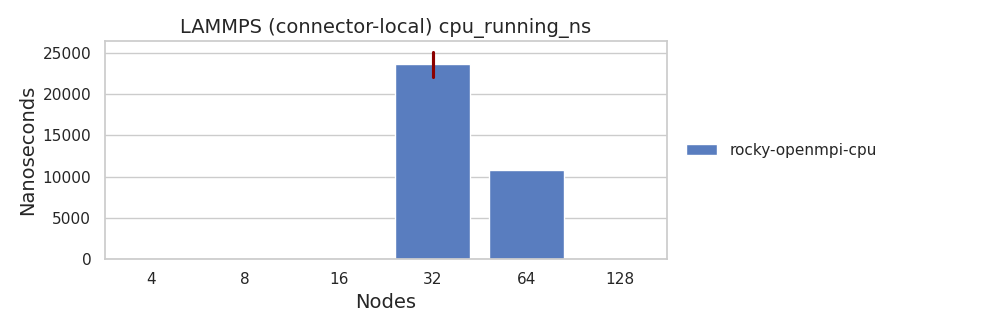 LAMMPS (connector-local) cpu_running_ns
Nanoseconds
25000
20000
15000
10000
5000
0
4 8 16 32 64 128
Nodes
rocky-openmpi-cpu